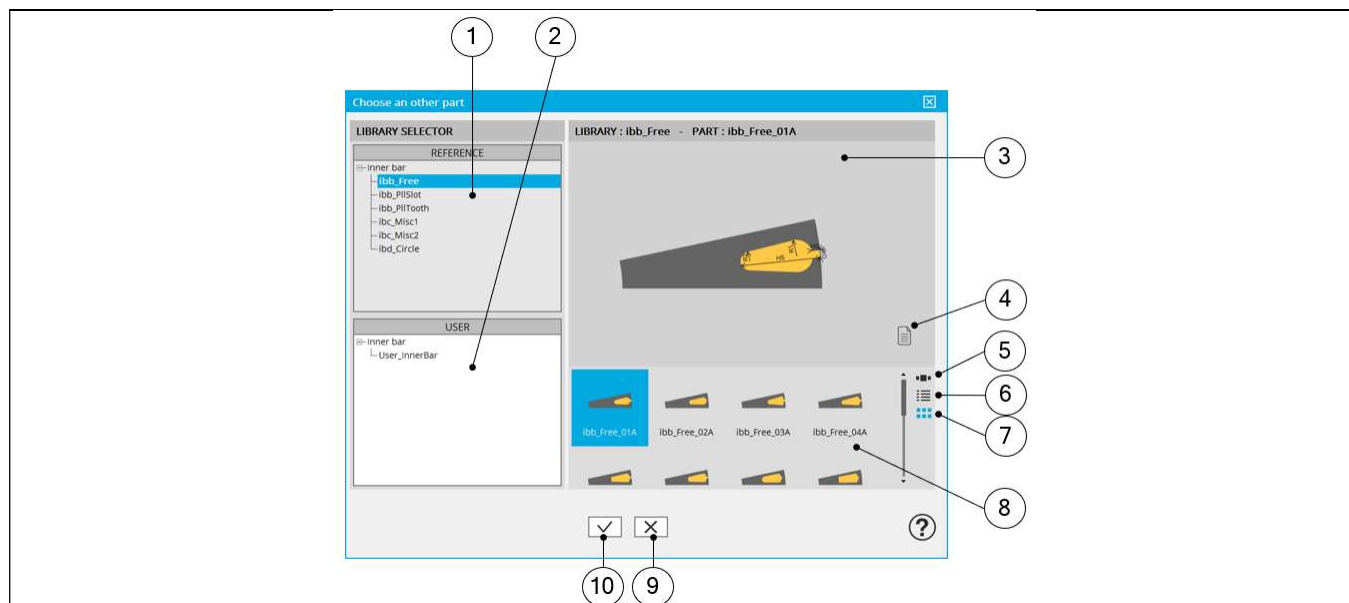 1
2
Choose an other part
LIBRARY SELECTOR
LIBRARY : ibb_Free - PART : ibb_Free_01A
REFERENCE
Inner bar
ibb_Free
ibb_PllSlot
ibb_PllTooth
ibc_Misc1
ibc_Misc2
ibd_Circle
3
H5
4
USER
Inner bar
User_InnerBar
5
6
7
ibb_Free_01A ibb_Free_02A ibb_Free_03A ibb_Free_04A
8
?
10
9